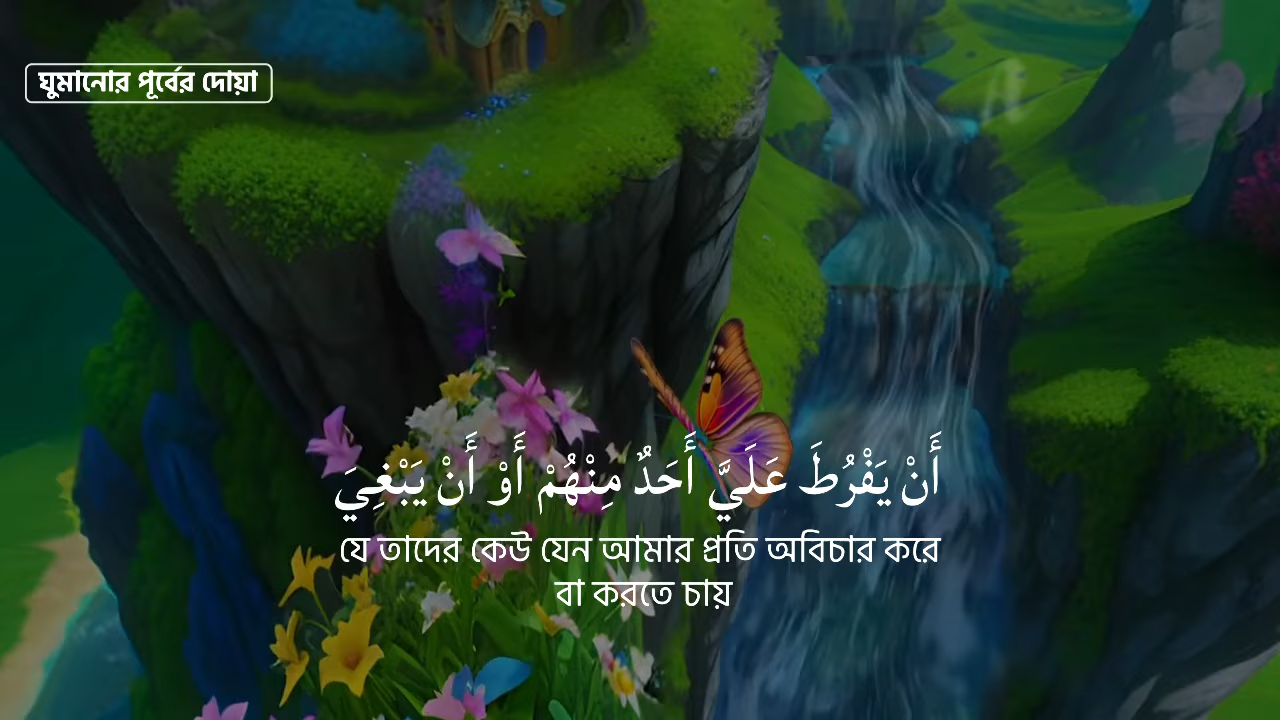 ঘুমানোর পূর্বের দোয়া
أَنْ يَفْرُطَ عَلَيَّ أَحَدٌ مِنْهُمْ أَوْ أَنْ يَبْغِيَ
যে তাদের কেউ যেন আমার প্রতি অবিচার করে
বা করতে চায়